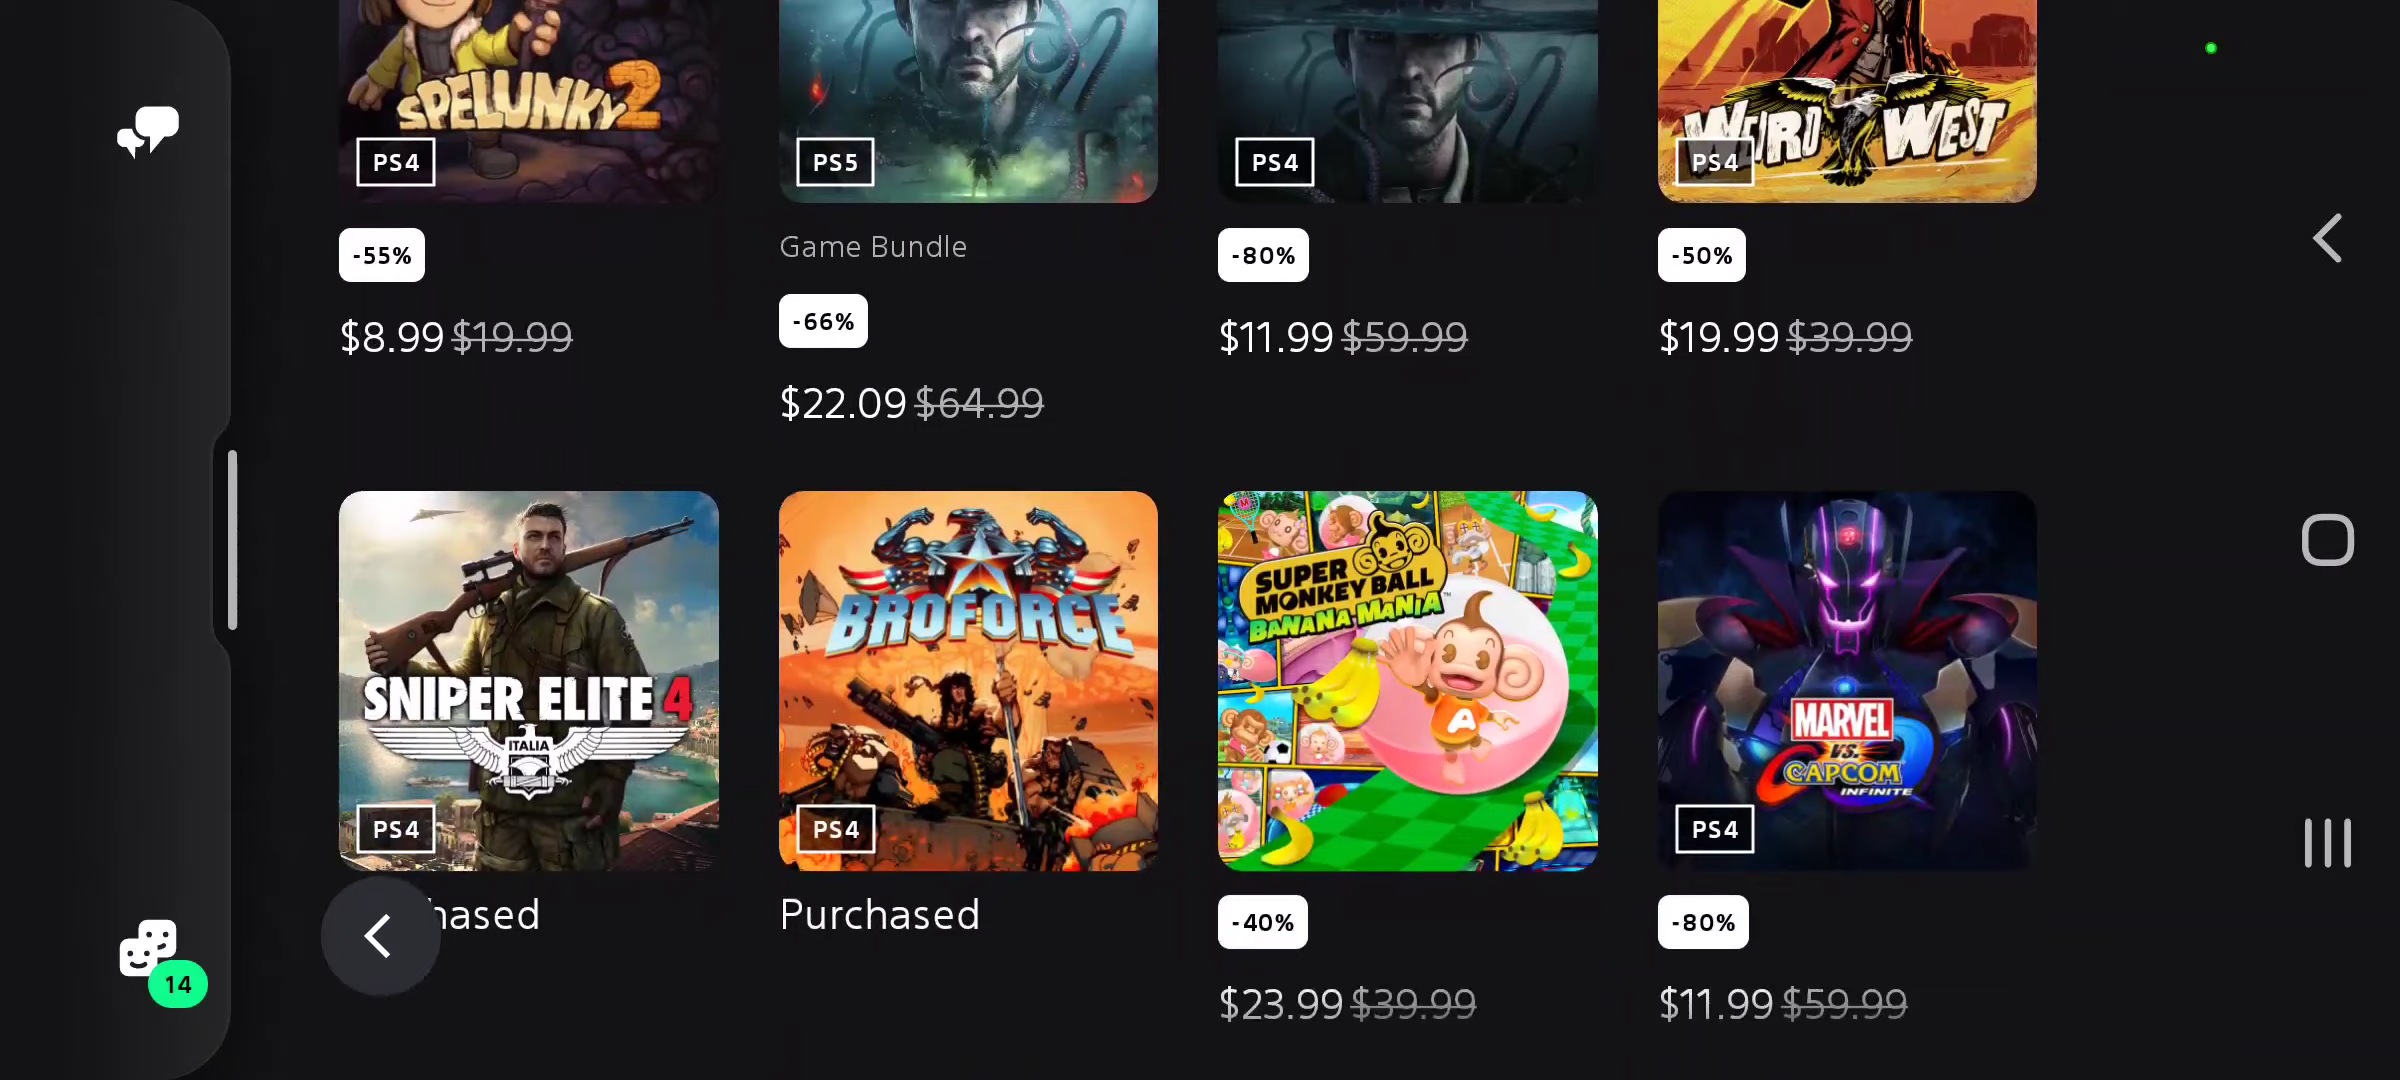 SPELUNKY 2
PS4
PS5
PS4
WEIRD WEST
PS4
-55%
$8.99 $19.99
Game Bundle
-66%
$22.09 $64.99
-80%
$11.99 $59.99
-50%
$19.99 $39.99
SNIPER ELITE 4
ITALIA
PS4
BROFORCE
PS4
SUPER
MONKEY BALL
BANANA MANIA™
A
MARVEL
VS.
CAPCOM
INFINITE
PS4
hased
Purchased
-40%
$23.99 $39.99
-80%
$11.99 $59.99
14